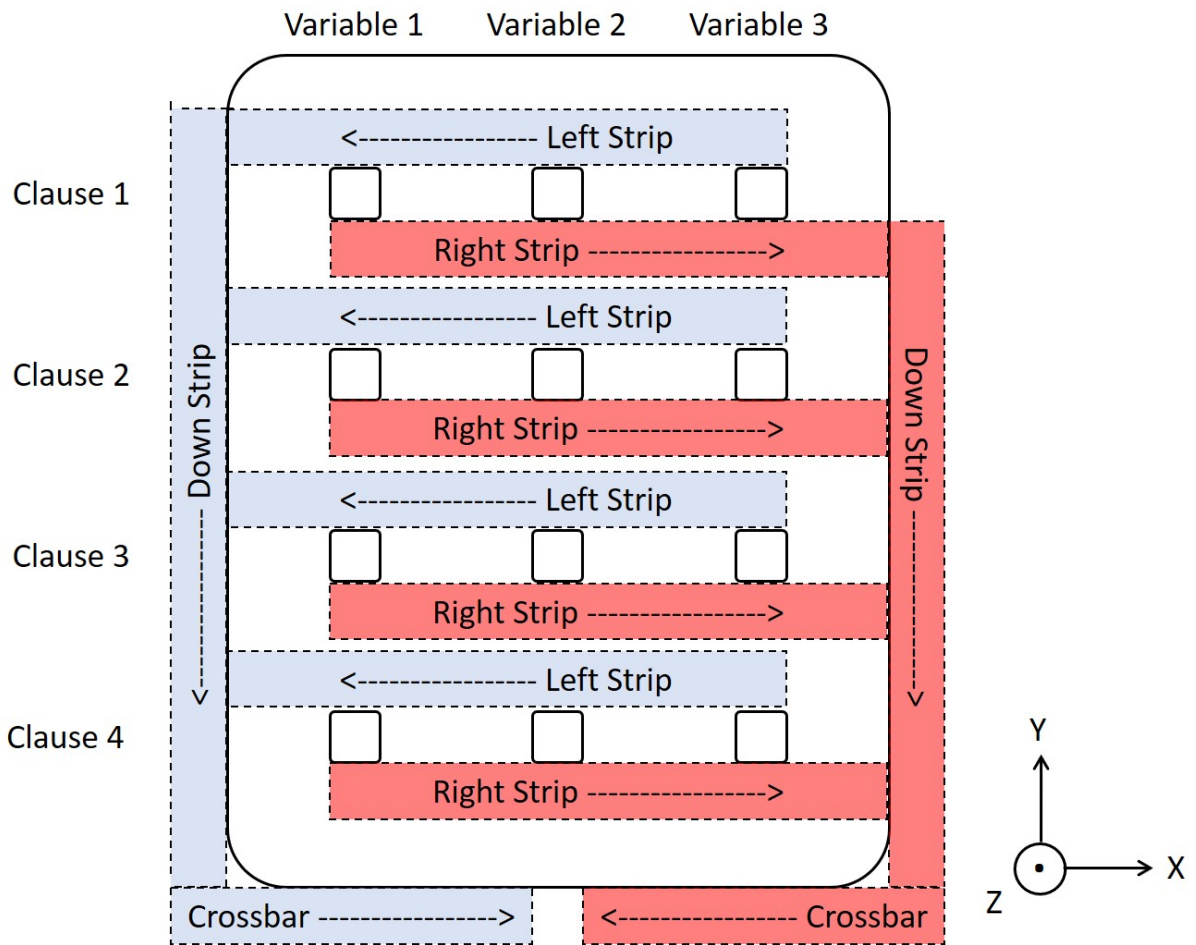 Variable 1 Variable 2 Variable 3
<---------------- Left Strip
Clause 1
Right Strip ---------------->
<---------------- Left Strip
Clause 2
Right Strip ---------------->
<---------------- Left Strip
Clause 3
Right Strip ---------------->
<---------------- Left Strip
Clause 4
Right Strip ---------------->
<---------------- Down Strip
Down Strip ---------------->
Crossbar ---------------->
<---------------- Crossbar
Y
X
Z